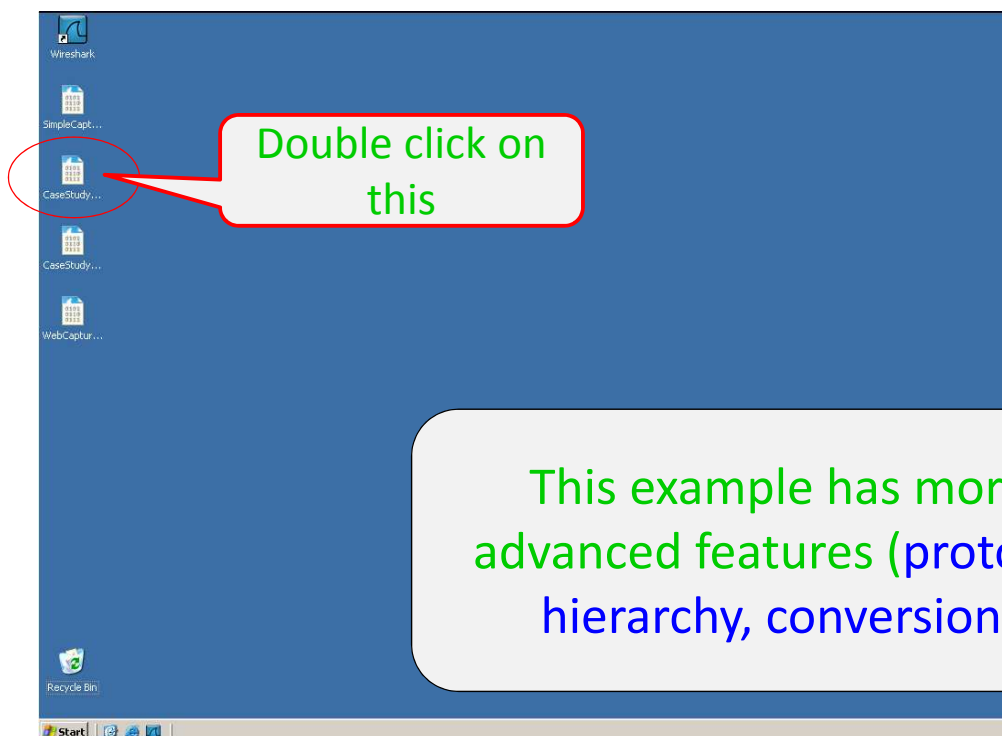 Wireshark
SimpleCapt...
CaseStudy...
CaseStudy...
WebCaptur...
Double click on
this
This example has mor
advanced features (proto
hierarchy, conversion
Recycle Bin
Start